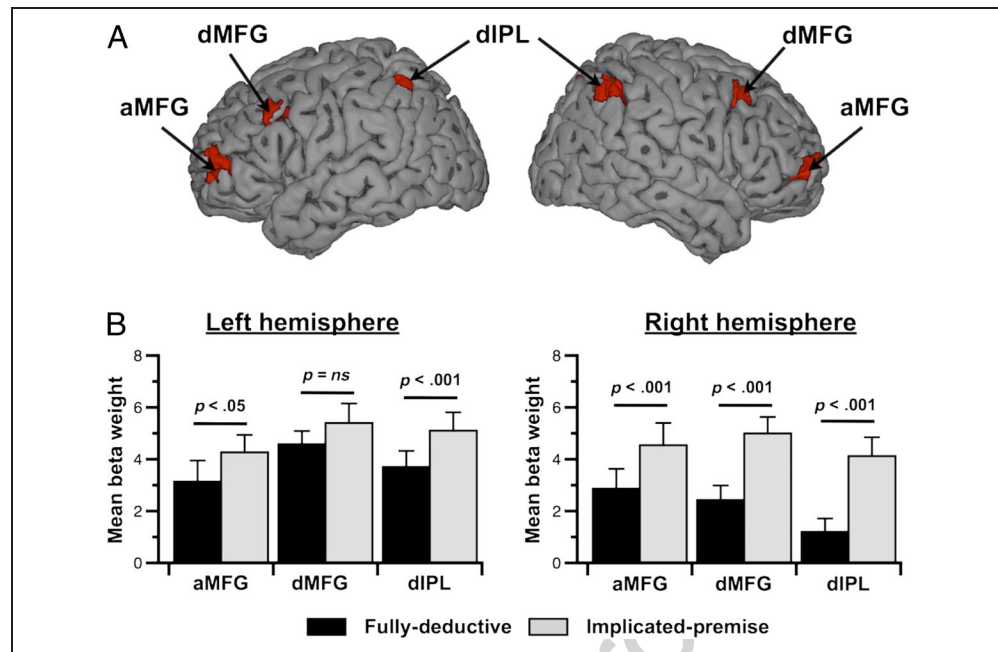 A
dMFG
dIPL
dMFG
aMFG
aMFG
B
Left hemisphere
Right hemisphere
Mean beta weight
8
6
4
2
0
p < .05
p = ns
p < .001
aMFG
dMFG
dIPL
Mean beta weight
8
6
4
2
0
p < .001
p < .001
p < .001
aMFG
dMFG
dIPL
Fully-deductive
Implicated-premise